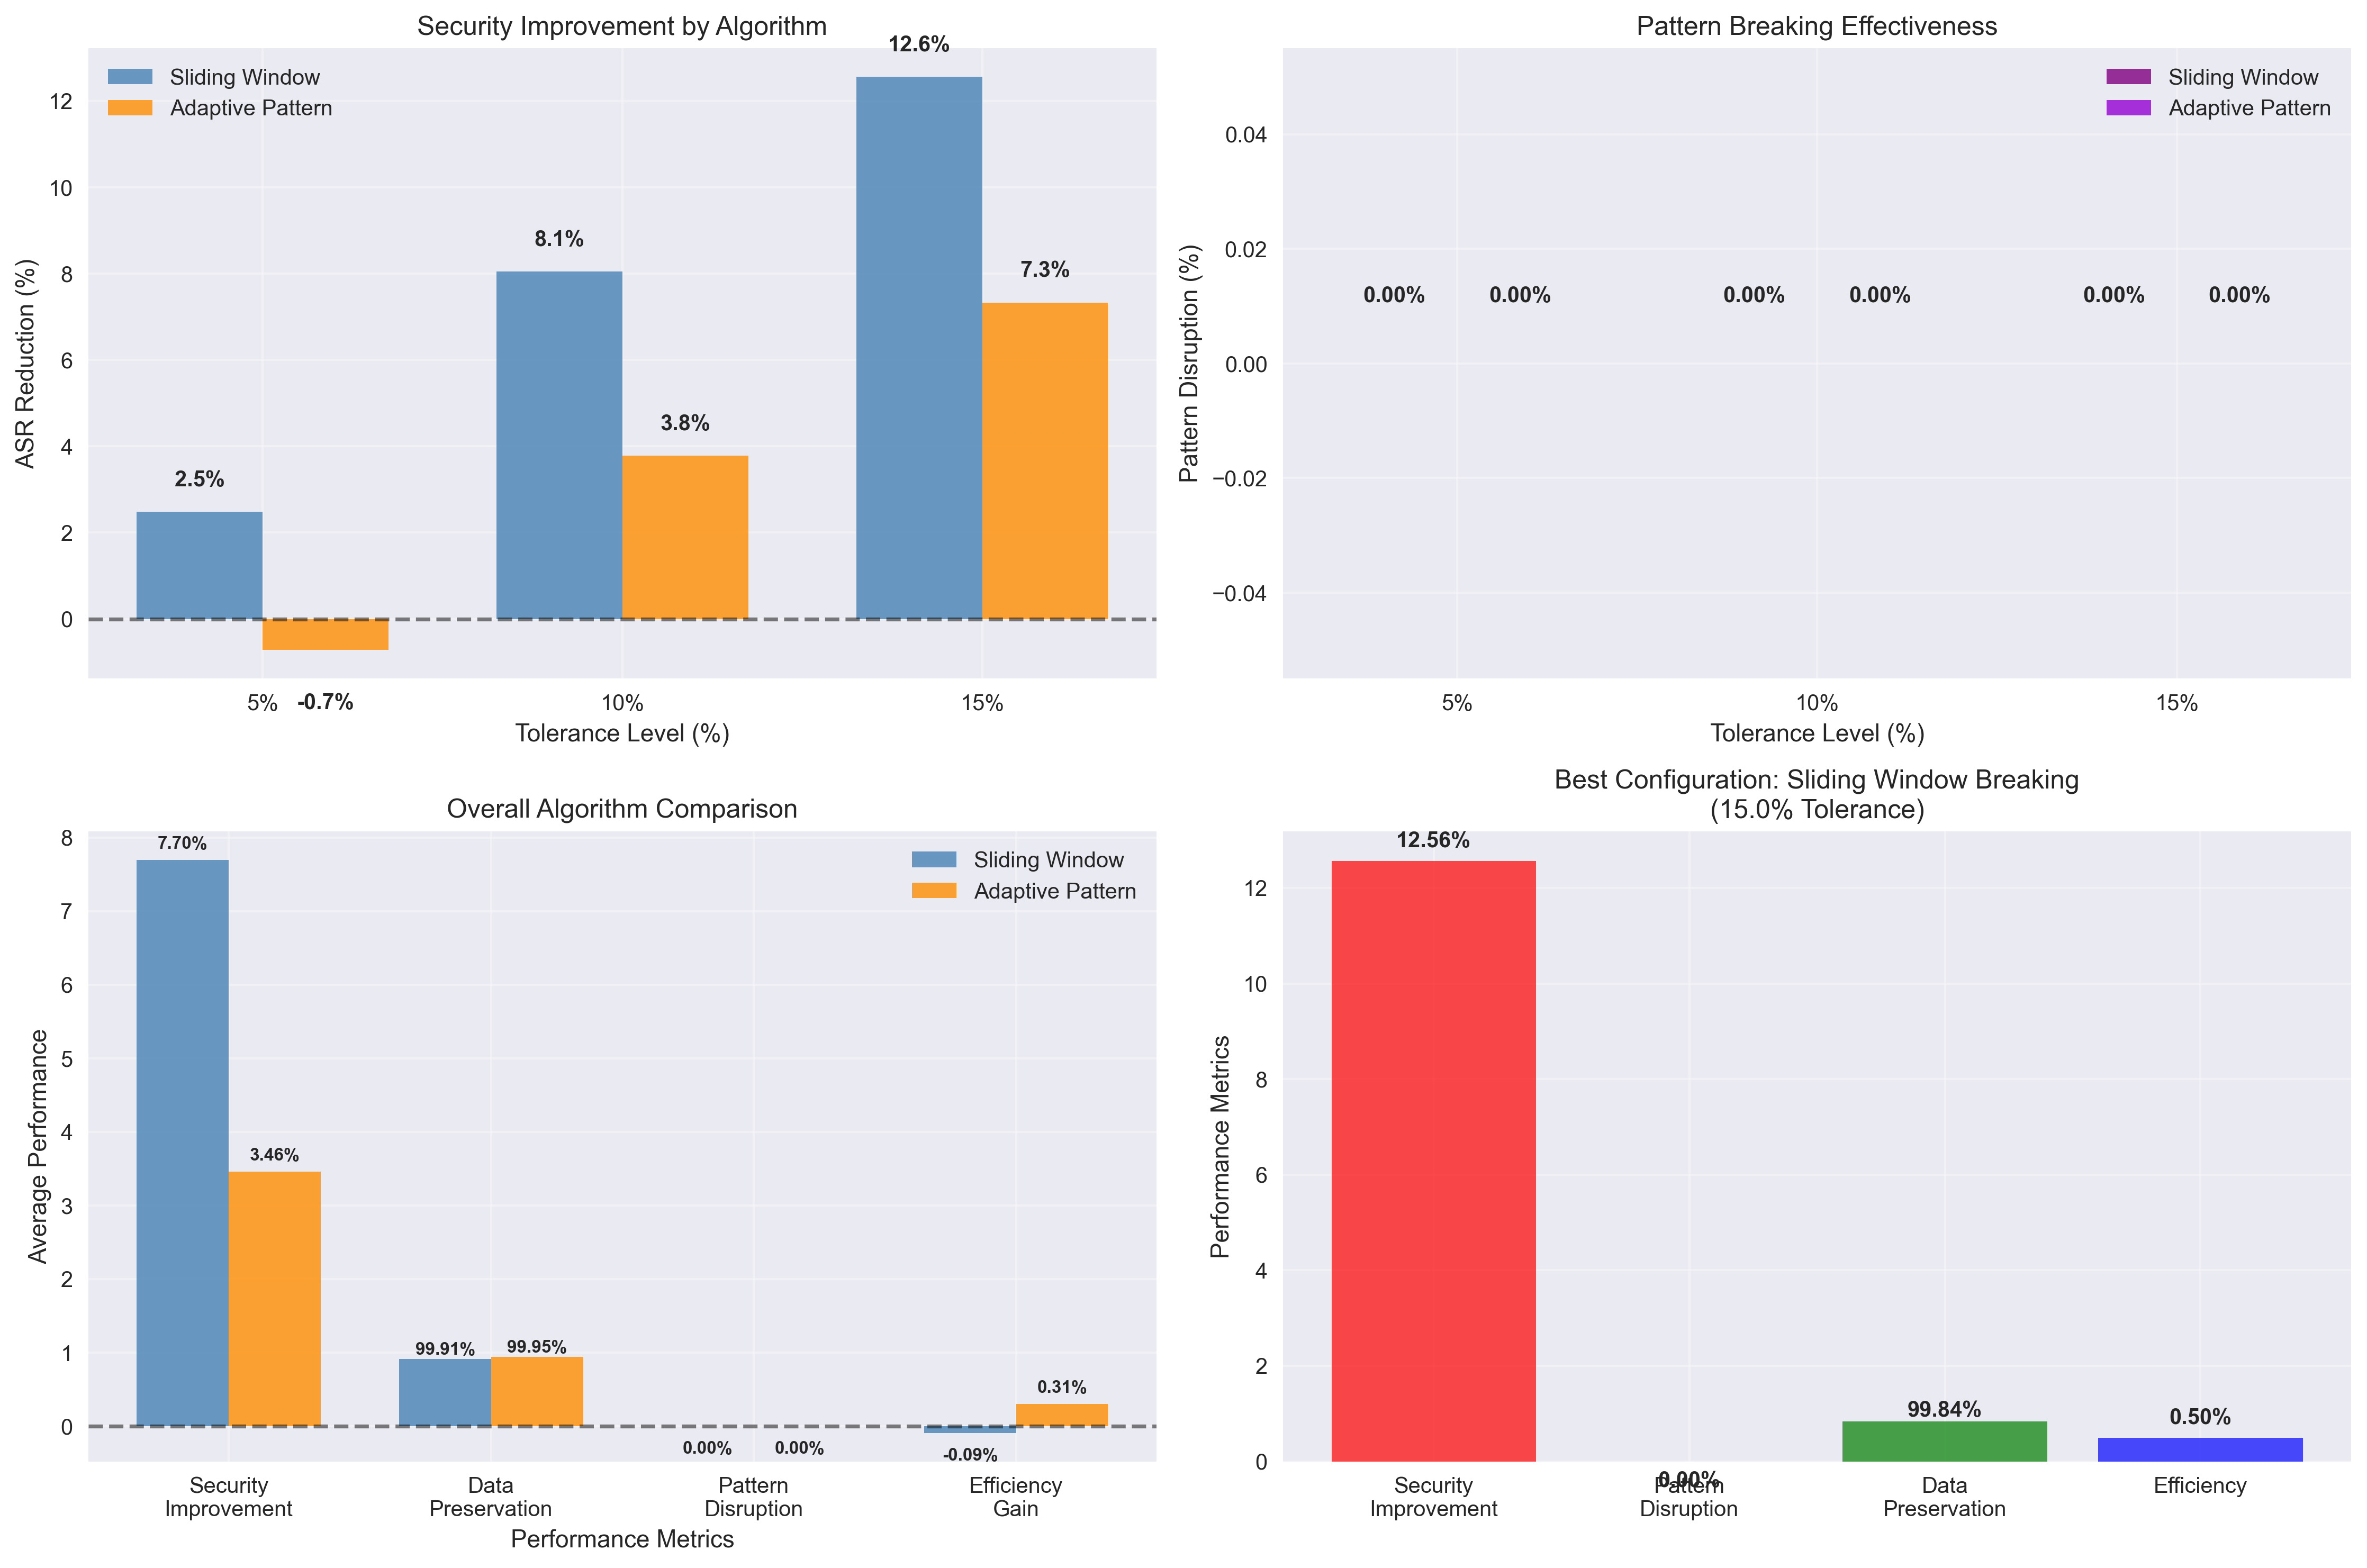 Security Improvement by Algorithm
12.6%
Sliding Window
Adaptive Pattern
12
10
8.1%
8
7.3%
6
3.8%
4
2.5%
2
0
ASR Reduction (%)
5%
-0.7%
10%
15%
Tolerance Level (%)
Pattern Breaking Effectiveness
Sliding Window
Adaptive Pattern
0.04
0.02
0.00% 0.00% 0.00% 0.00% 0.00% 0.00%
0.00
−0.02
−0.04
Pattern Disruption (%)
5% 10% 15%
Tolerance Level (%)
Overall Algorithm Comparison
8
7.70%
Sliding Window
Adaptive Pattern
7
6
5
4
3.46%
3
2
99.91% 99.95%
1
0.31%
0
0.00% 0.00%
-0.09%
Average Performance
Security
Improvement
Data
Preservation
Pattern
Disruption
Efficiency
Gain
Performance Metrics
Best Configuration: Sliding Window Breaking
(15.0% Tolerance)
12.56%
12
10
8
6
4
2
99.84%
0.50%
0
Performance Metrics
0.00%
Security
Improvement
Pattern
Disruption
Data
Preservation
Efficiency